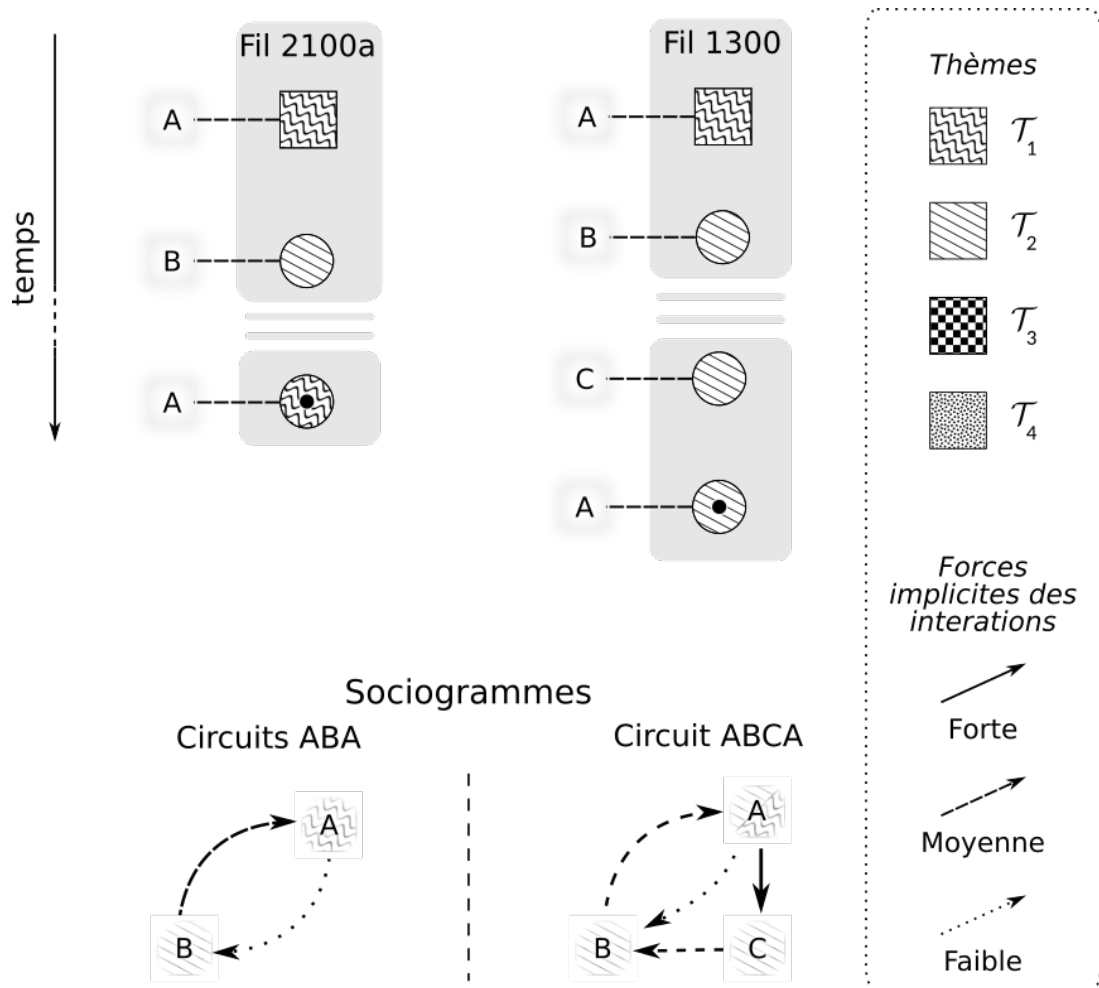 Fil 2100a
A
B
A
temps
Fil 1300
A
B
C
A
Thèmes
T1
T2
T3
T4
Forces
implicites des
interations
Forte
Moyenne
Faible
Sociogrammes
Circuits ABA
A
B
Circuit ABCA
A
B
C